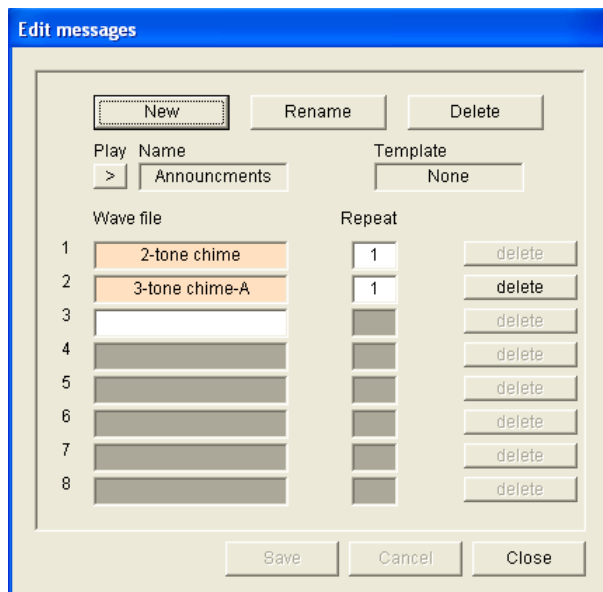 Edit messages
New Rename Delete
Play Name Template
> Announcments None
Wave file Repeat
1 2-tone chime 1 delete
2 3-tone chime-A 1 delete
3 delete
4 delete
5 delete
6 delete
7 delete
8 delete
Save Cancel Close